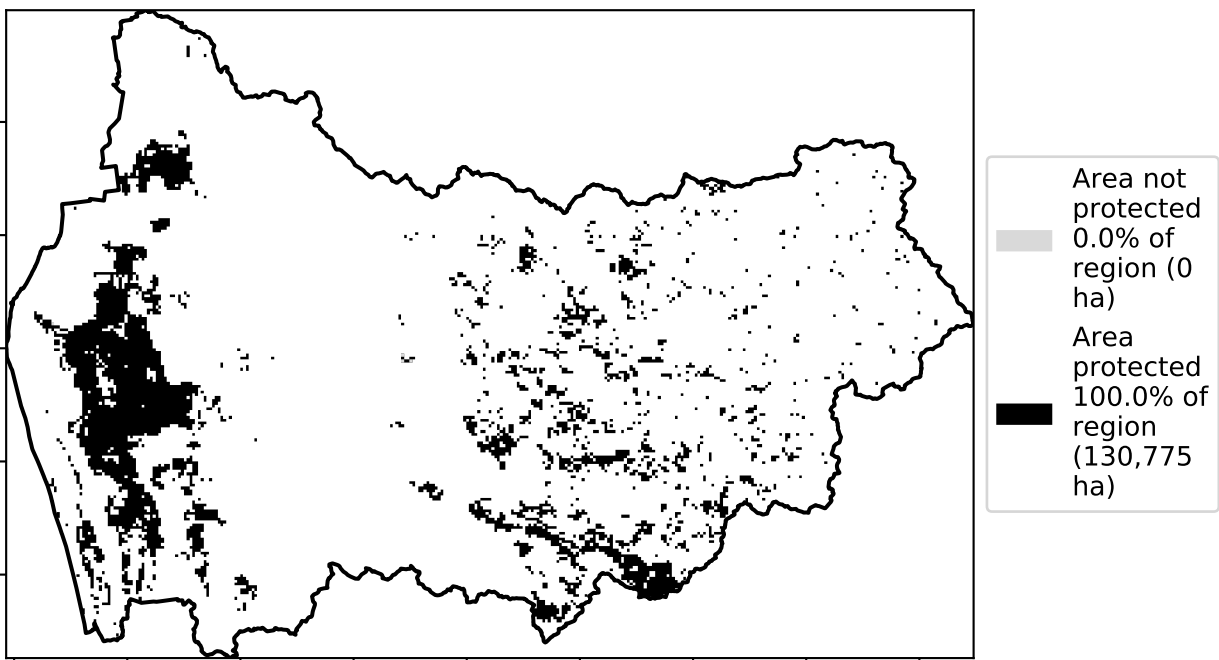 Area not
protected
0.0% of
region (0
ha)
Area
protected
100.0% of
region
(130,775
ha)